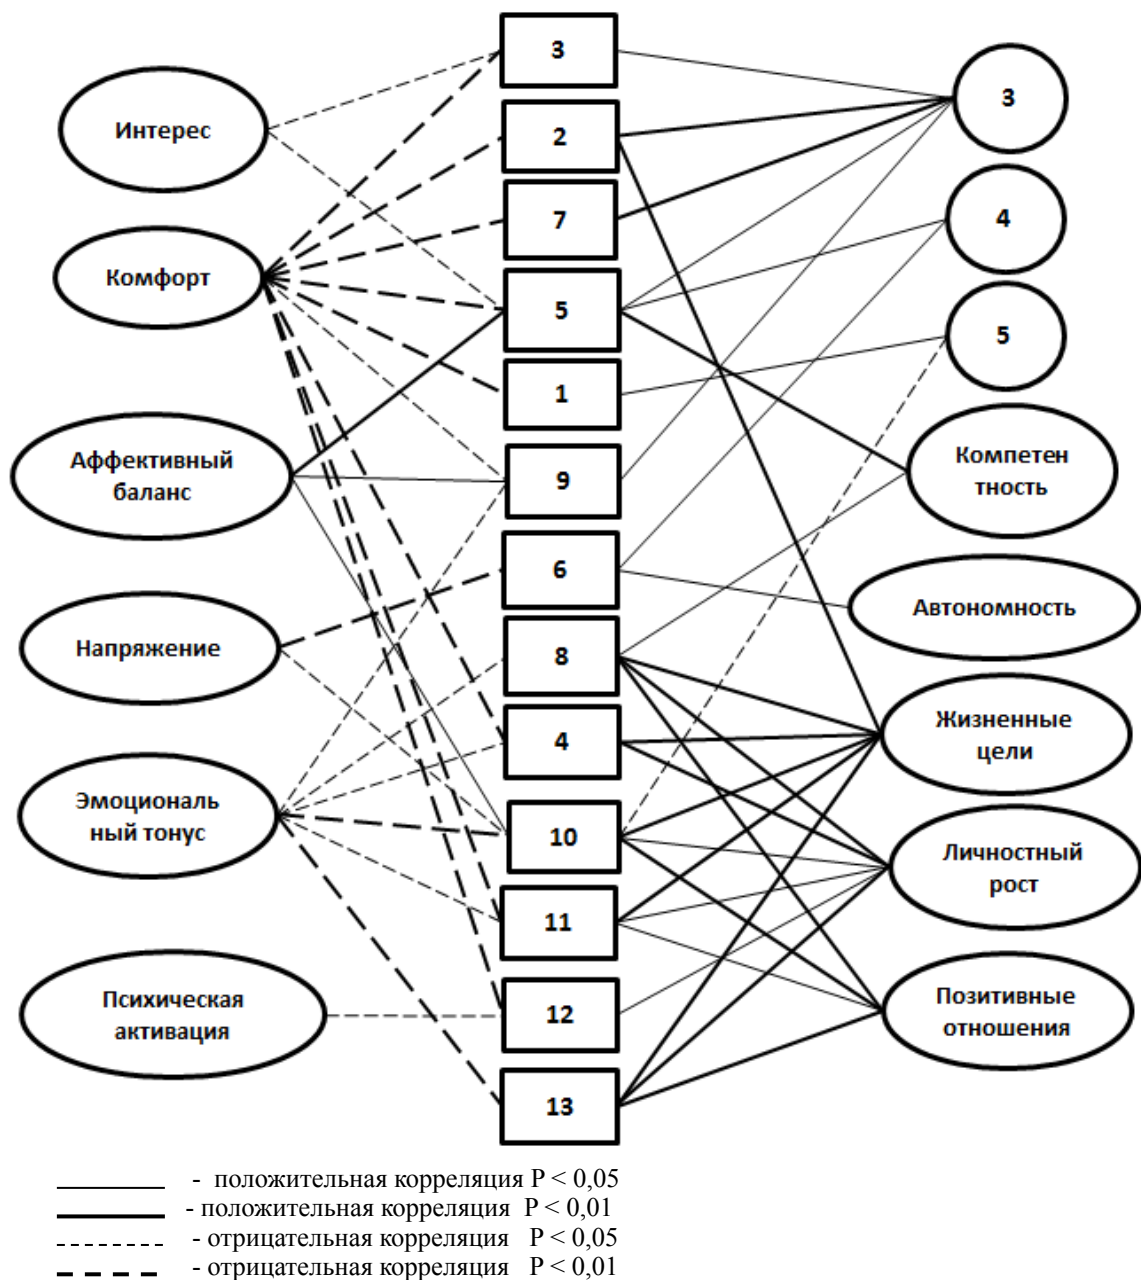 Интерес
Комфорт
Аффективный
баланс
Напряжение
Эмоциональ
ный тонус
Психическая
активация
3
2
7
5
1
9
6
8
4
10
11
12
13
3
4
5
Компетен
тность
Автономность
Жизненные
цели
Личностный
рост
Позитивные
отношения
- положительная корреляция P < 0,05
- положительная корреляция P < 0,01
- отрицательная корреляция P < 0,05
- отрицательная корреляция P < 0,01